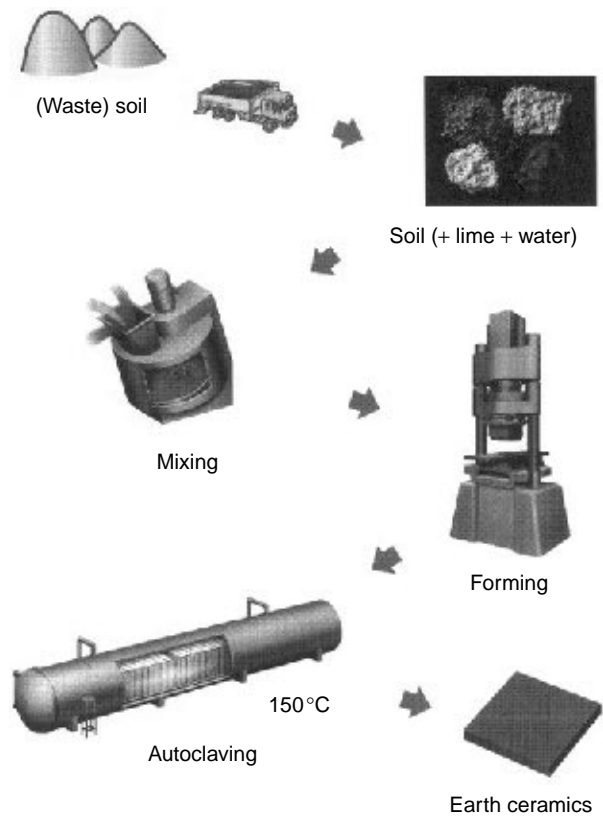 (Waste) soil
Soil (+ lime + water)
Mixing
Forming
150°C
Autoclaving
Earth ceramics